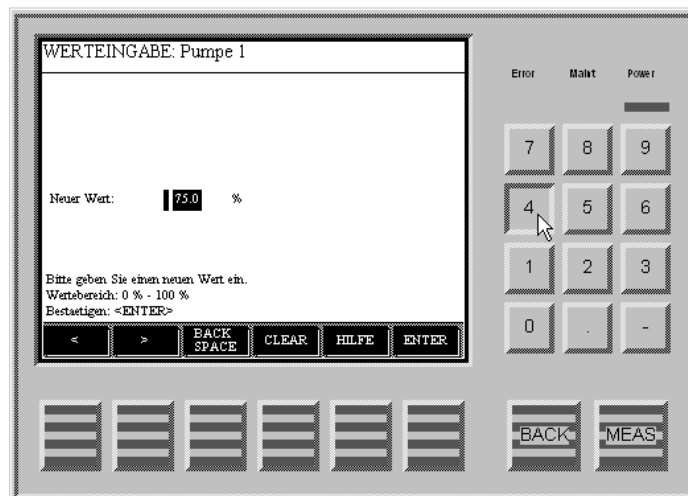 WERTEINGABE: Pumpe 1
Neuer Wert: 75.0 %
Bitte geben Sie einen neuen Wert ein.
Wertebereich: 0 % - 100 %
Bestaetigen: <ENTER>
< > BACK SPACE CLEAR HILFE ENTER
Error Maint Power
7 8 9
4 5 6
1 2 3
0 . -
BACK MEAS